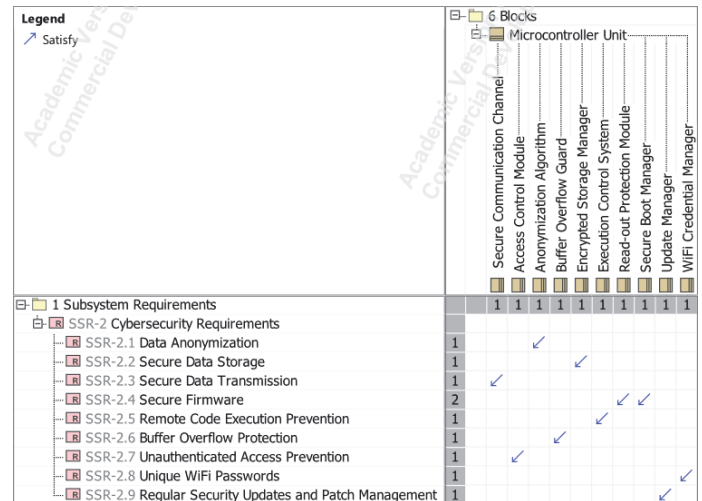 Legend
Satisfy
6 Blocks
Microcontroller Unit
Secure Communication Channel
Access Control Module
Anonymization Algorithm
Buffer Overflow Guard
Encrypted Storage Manager
Execution Control System
Read-out Protection Module
Secure Boot Manager
Update Manager
WiFi Credential Manager
1 Subsystem Requirements 1 1 1 1 1 1 1 1 1 1
R SSR-2 Cybersecurity Requirements
R SSR-2.1 Data Anonymization 1
R SSR-2.2 Secure Data Storage 1
R SSR-2.3 Secure Data Transmission 1
R SSR-2.4 Secure Firmware 2
R SSR-2.5 Remote Code Execution Prevention 1
R SSR-2.6 Buffer Overflow Protection 1
R SSR-2.7 Unauthenticated Access Prevention 1
R SSR-2.8 Unique WiFi Passwords 1
R SSR-2.9 Regular Security Updates and Patch Management 1